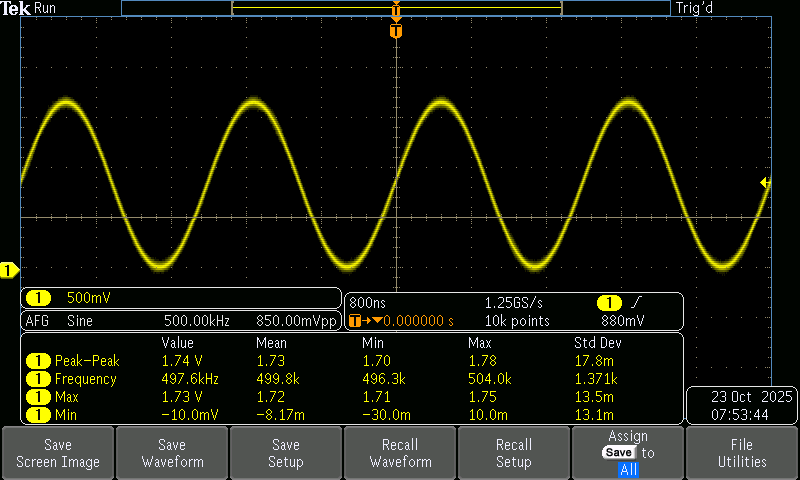 Tek Run Trig'd
T
T
1
1 500mV
AFG Sine 500.00kHz 850.00mVpp
800ns 1.25GS/s 1
T→▼0.000000 s 10k points 880mV
Value Mean Min Max Std Dev
1 Peak-Peak 1.74 V 1.73 1.70 1.78 17.8m
1 Frequency 497.6kHz 499.8k 496.3k 504.0k 1.371k
1 Max 1.73 V 1.72 1.71 1.75 13.5m
1 Min -10.0mV -8.17m -30.0m 10.0m 13.1m
23 Oct 2025
07:53:44
Save
Screen Image
Save
Waveform
Save
Setup
Recall
Waveform
Recall
Setup
Assign
Save to
All
File
Utilities